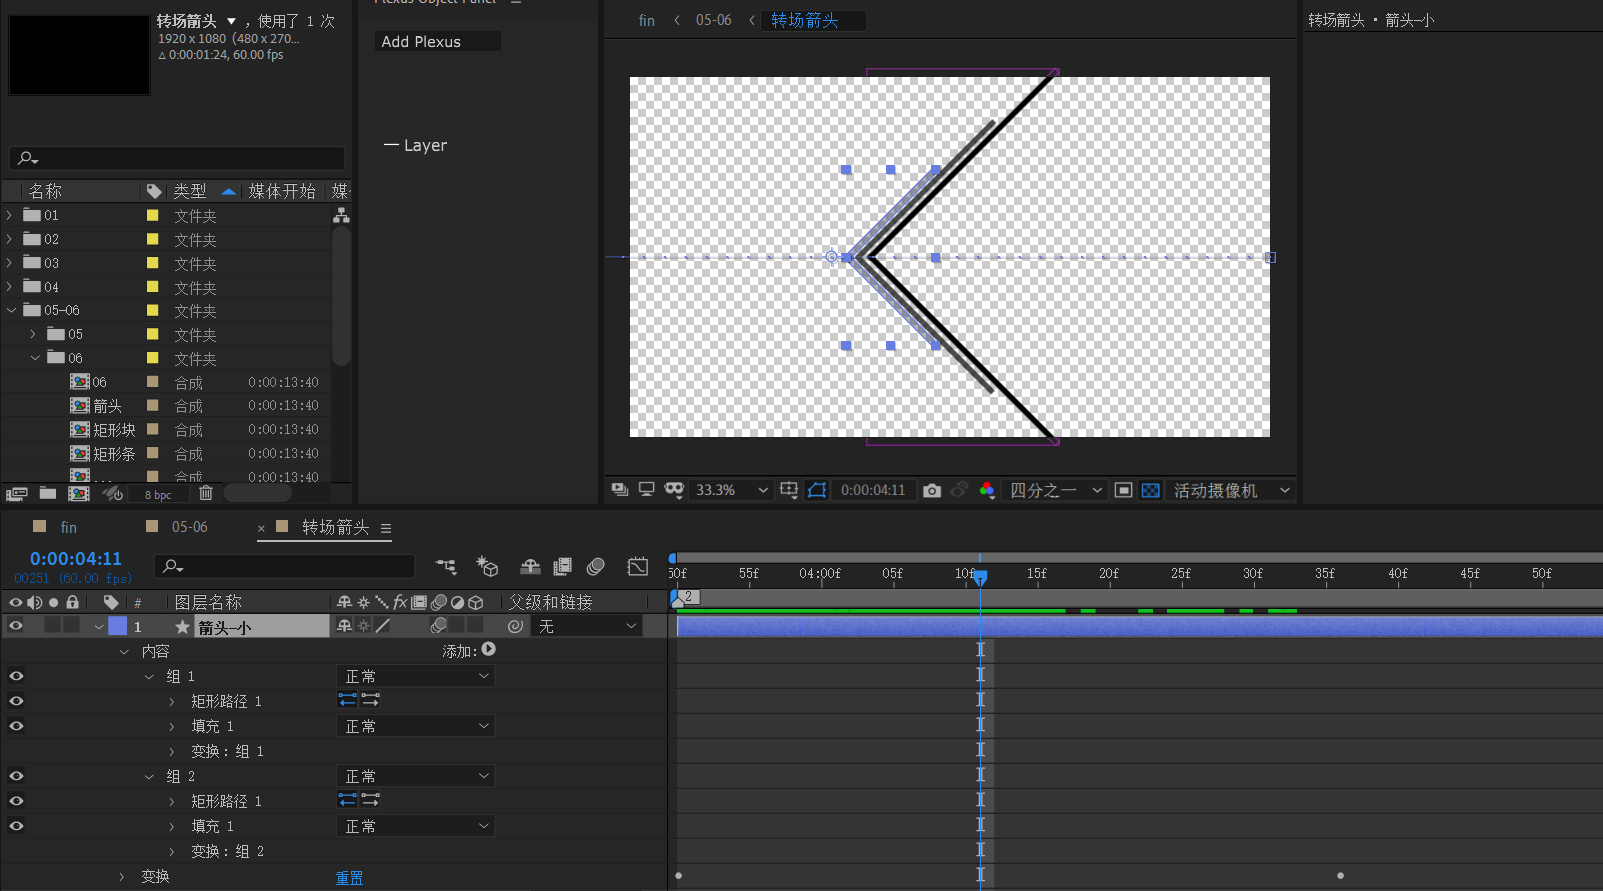 转场箭头 ▼ , 使用了 1 次
1920 x 1080 (480 x 270...
△ 0:00:01:24, 60.00 fps)
名称 类型 媒体开始
01 文件夹
02 文件夹
03 文件夹
04 文件夹
05-06 文件夹
05 文件夹
06 文件夹
06 合成 0:00:13:40
箭头 合成 0:00:13:40
矩形块 合成 0:00:13:40
矩形条 合成 0:00:13:40
合成 0:00:13:40
8 bpc
Plexus Object Panel
Add Plexus
— Layer
fin ‹ 05-06 ‹ 转场箭头
33.3% 0:00:04:11 四分之一 活动摄像机
转场箭头 • 箭头-小
fin 05-06 × 转场箭头
0:00:04:11
00251 (60.00 fps)
50f 55f 04:00f 05f 10f 15f 20f 25f 30f 35f 40f 45f 50f
# 图层名称 父级和链接
2
1 箭头-小 无
内容 添加:
组 1 正常
矩形路径 1
填充 1 正常
变换: 组 1
组 2 正常
矩形路径 1
填充 1 正常
变换: 组 2
变换 重置